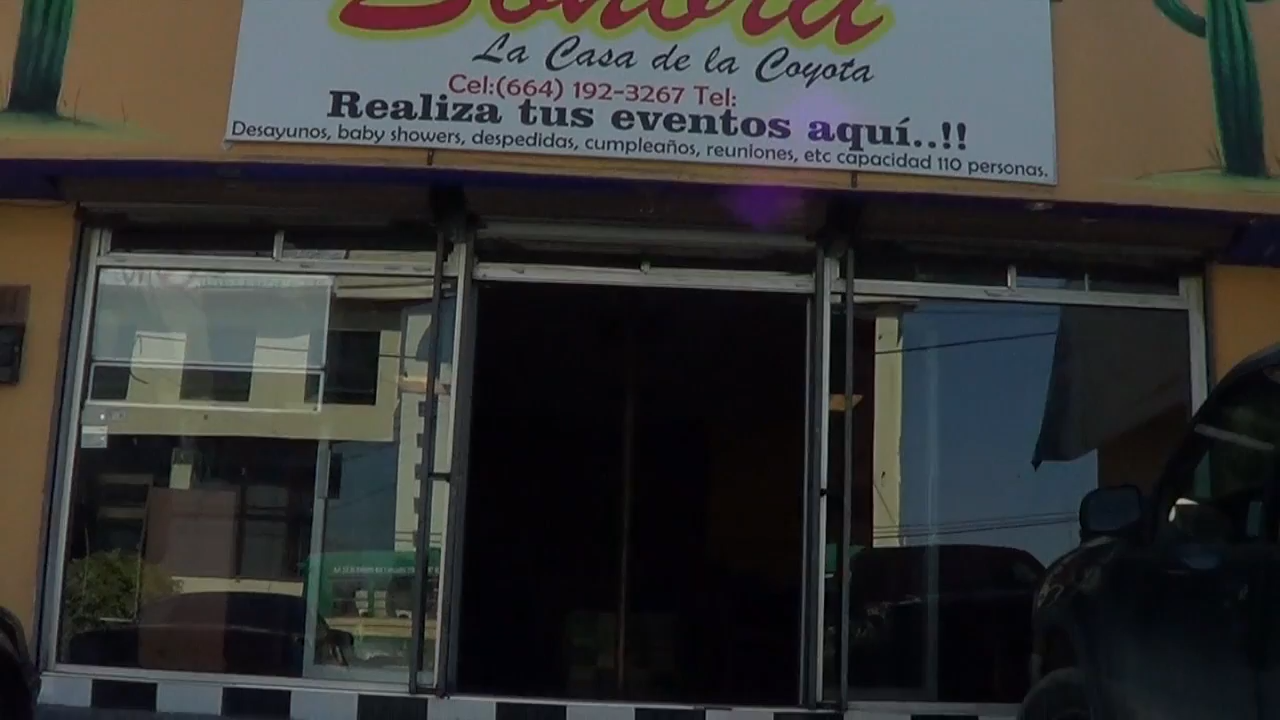 Sonora
La Casa de la Coyota
Cel:(664) 192-3267 Tel:
Realiza tus eventos aquí..!!
Desayunos, baby showers, despedidas, cumpleaños, reuniones, etc capacidad 110 personas.